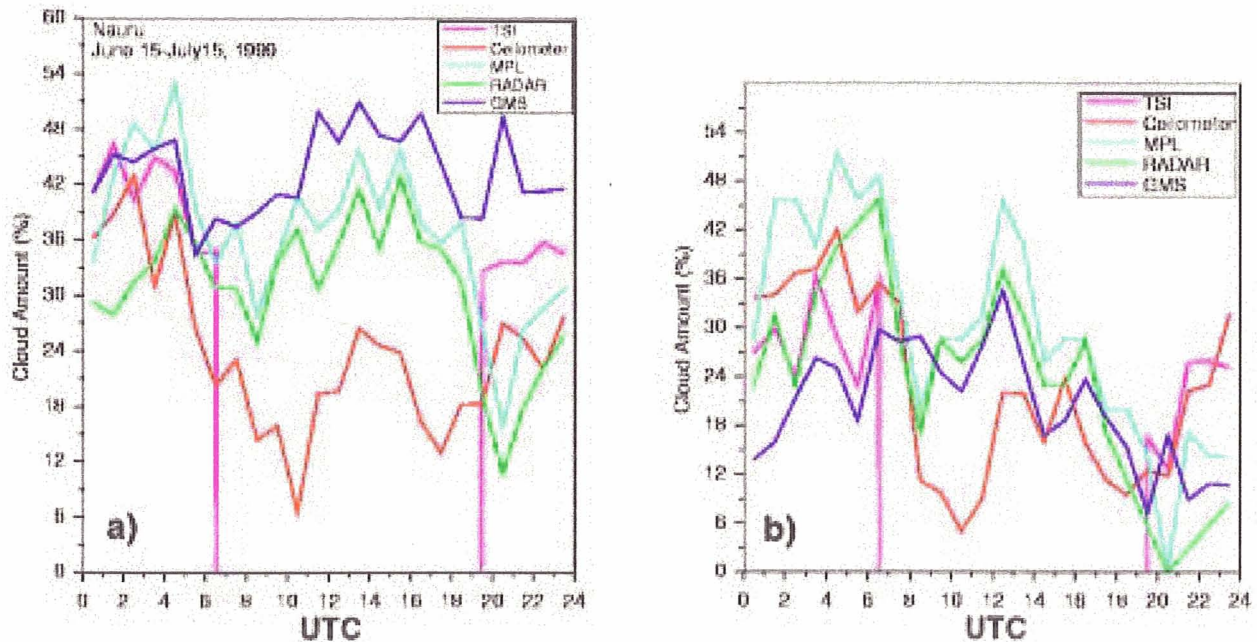 60
54
48
42
36
30
24
18
12
6
0
Cloud Amount (%)
Nauru
June 15-July15, 1999
TSI
Ceilometer
MPL
RADAR
GMS
a)
0 2 4 6 8 10 12 14 16 18 20 22 24
UTC
54
48
42
36
30
24
18
12
6
0
Cloud Amount (%)
TSI
Ceilometer
MPL
RADAR
GMS
b)
0 2 4 6 8 10 12 14 16 18 20 22 24
UTC